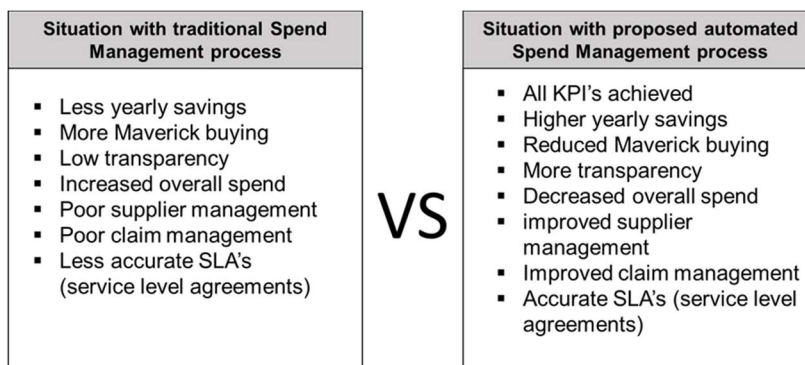 Situation with traditional Spend
Management process
▪ Less yearly savings
▪ More Maverick buying
▪ Low transparency
▪ Increased overall spend
▪ Poor supplier management
▪ Poor claim management
▪ Less accurate SLA's
(service level agreements)
VS
Situation with proposed automated
Spend Management process
▪ All KPI's achieved
▪ Higher yearly savings
▪ Reduced Maverick buying
▪ More transparency
▪ Decreased overall spend
▪ improved supplier
management
▪ Improved claim management
▪ Accurate SLA's (service level
agreements)